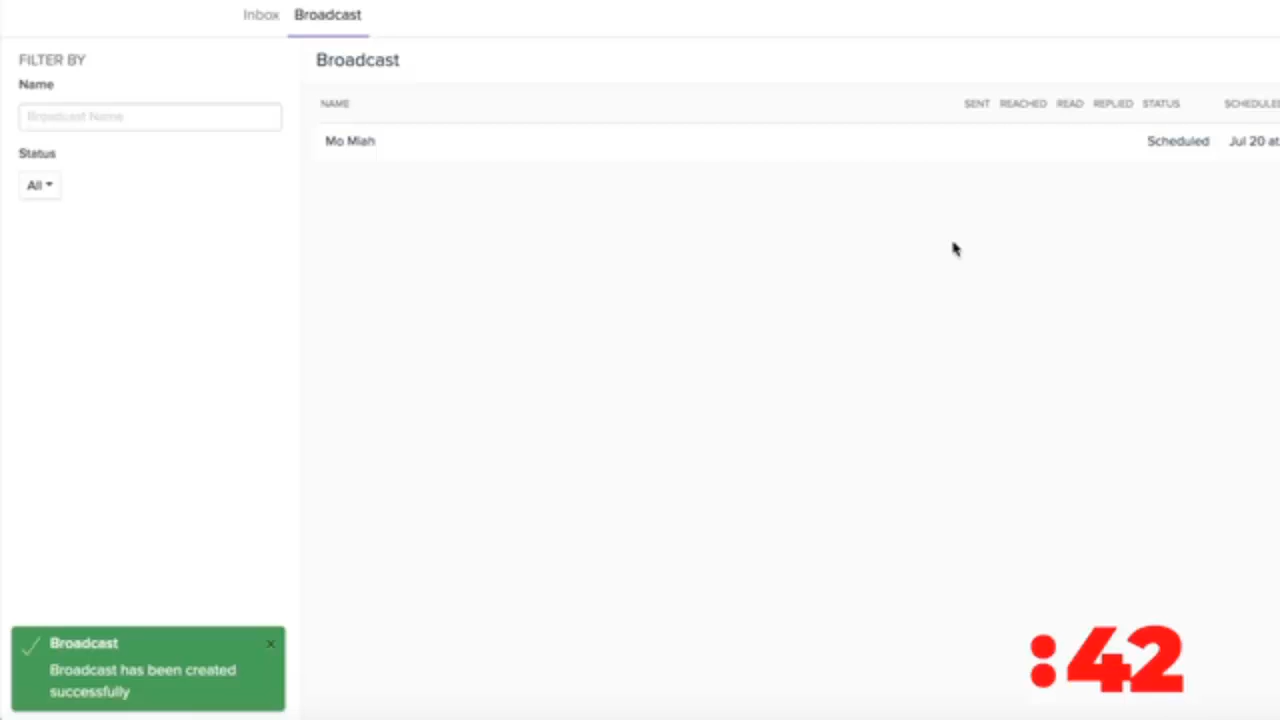 Inbox Broadcast
FILTER BY
Name
Broadcast Name
Status
All
Broadcast
NAME SENT REACHED READ REPLIED STATUS SCHEDULED
Mo Miah Scheduled Jul 20 at
Broadcast
Broadcast has been created
successfully
:42